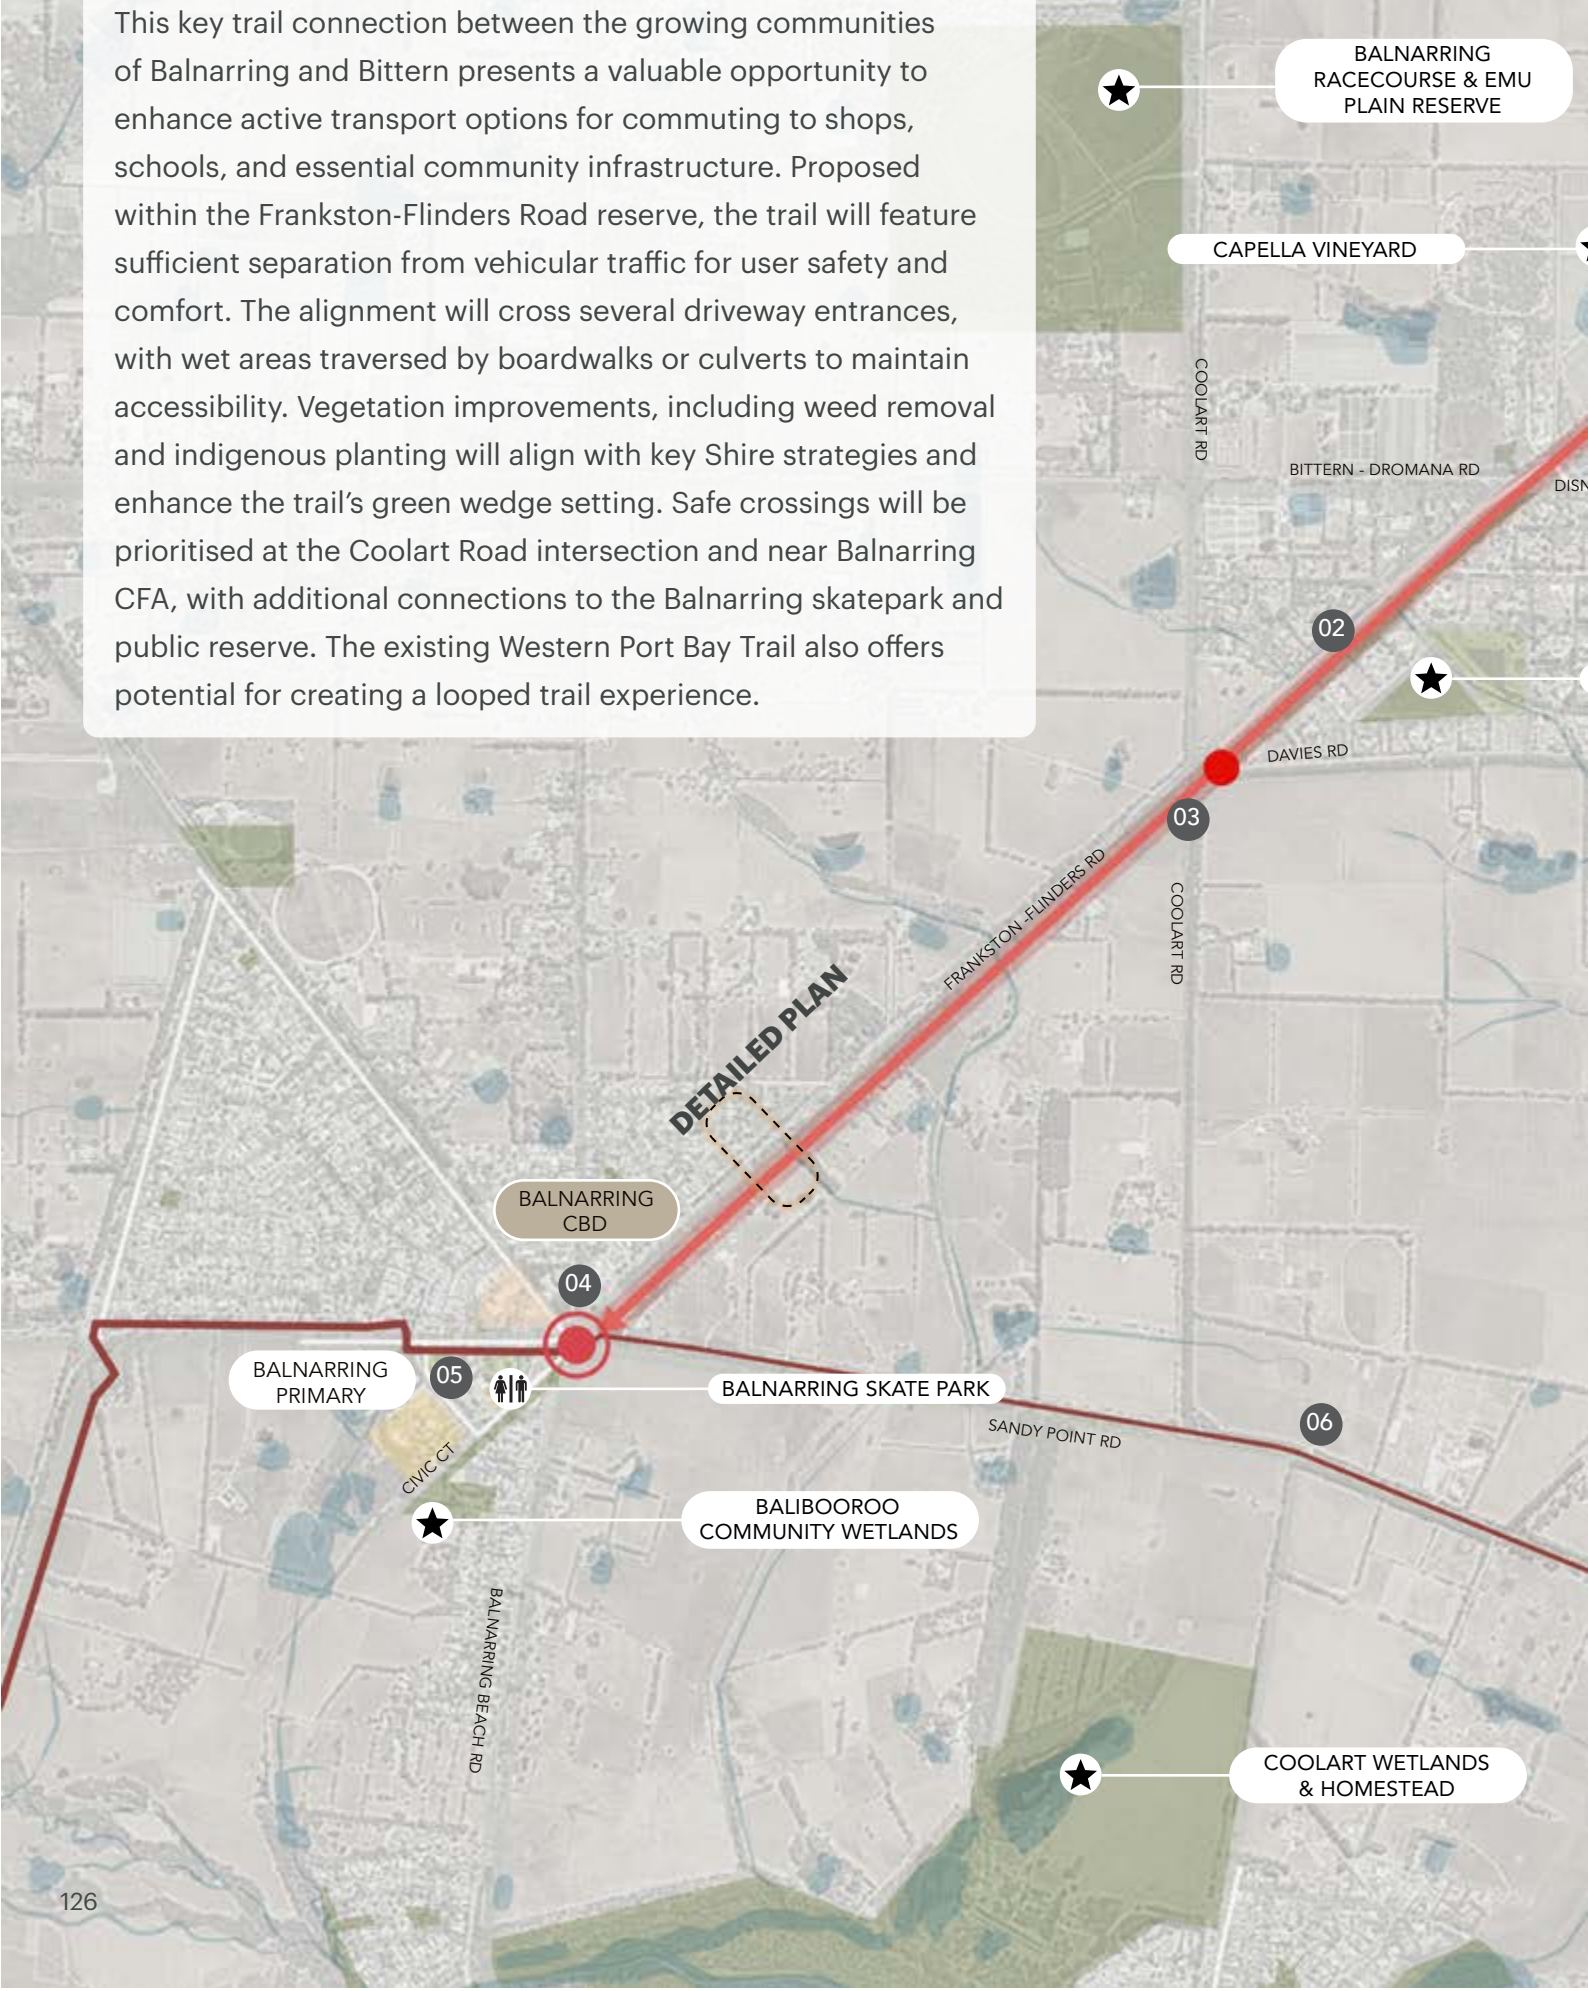 This key trail connection between the growing communities
of Balnarring and Bittern presents a valuable opportunity to
enhance active transport options for commuting to shops,
schools, and essential community infrastructure. Proposed
within the Frankston-Flinders Road reserve, the trail will feature
sufficient separation from vehicular traffic for user safety and
comfort. The alignment will cross several driveway entrances,
with wet areas traversed by boardwalks or culverts to maintain
accessibility. Vegetation improvements, including weed removal
and indigenous planting will align with key Shire strategies and
enhance the trail's green wedge setting. Safe crossings will be
prioritised at the Coolart Road intersection and near Balnarring
CFA, with additional connections to the Balnarring skatepark and
public reserve. The existing Western Port Bay Trail also offers
potential for creating a looped trail experience.
BALNARRING
RACECOURSE & EMU
PLAIN RESERVE
CAPELLA VINEYARD
COOLART RD
BITTERN - DROMANA RD
DISN
02
DAVIES RD
03
FRANKSTON -FLINDERS RD
COOLART RD
DETAILED PLAN
BALNARRING
CBD
04
BALNARRING
PRIMARY
05
BALNARRING SKATE PARK
SANDY POINT RD
06
CIVIC CT
BALIBOOROO
COMMUNITY WETLANDS
BALNARRING BEACH RD
COOLART WETLANDS
& HOMESTEAD
126